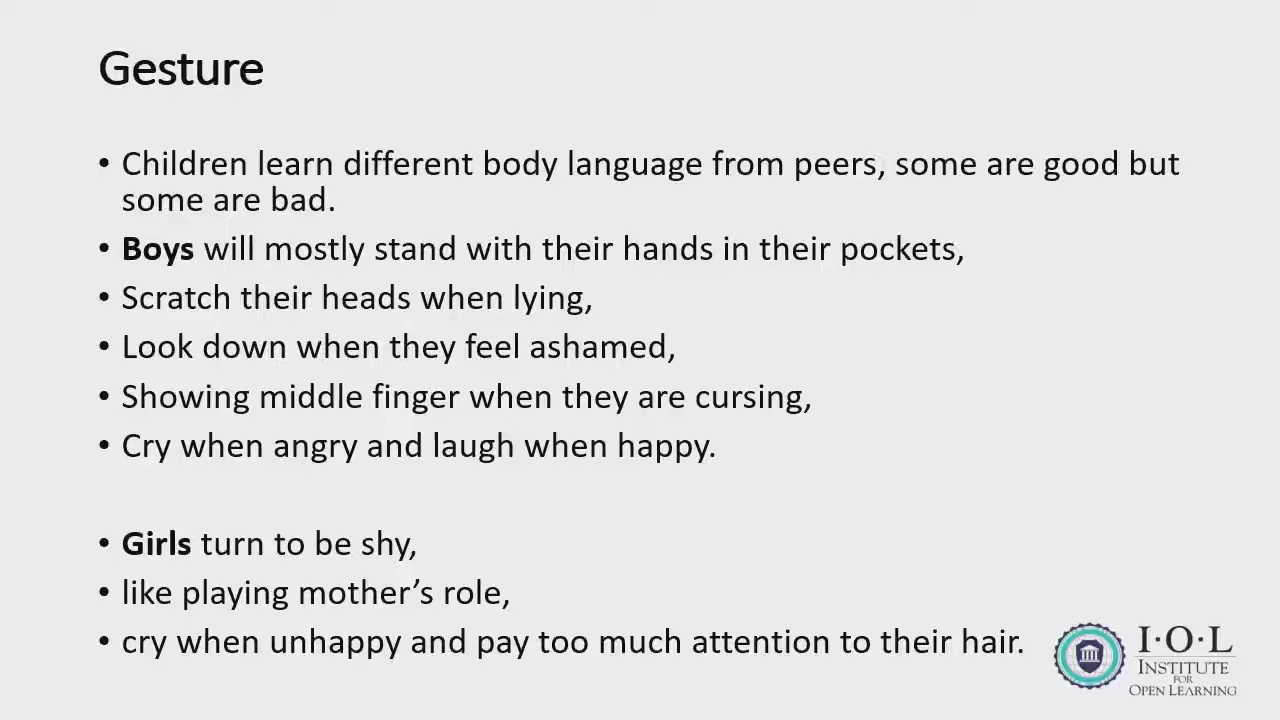 Gesture
• Children learn different body language from peers, some are good but
some are bad.
• Boys will mostly stand with their hands in their pockets,
• Scratch their heads when lying,
• Look down when they feel ashamed,
• Showing middle finger when they are cursing,
• Cry when angry and laugh when happy.
• Girls turn to be shy,
• like playing mother’s role,
• cry when unhappy and pay too much attention to their hair.
I·O·L
INSTITUTE
FOR
OPEN LEARNING